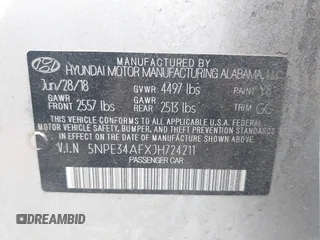 MANUFACTURED BY
HYUNDAI MOTOR MANUFACTURING ALABAMA, LLC
Jun/28/18 GVWR 4497 lbs PAINT Y8
GAWR GAWR
FRONT 2557 lbs REAR 2513 lbs TRIM GG
THIS VEHICLE CONFORMS TO ALL APPLICABLE U.S.A. FEDERAL
MOTOR VEHICLE SAFETY, BUMPER, AND THEFT PREVENTION
STANDARDS IN EFFECT ON THE DATE OF MANUFACTURE SHOWN ABOVE
V.I.N 5NPE34AFXJH724211
PASSENGER CAR
© DREAMBID